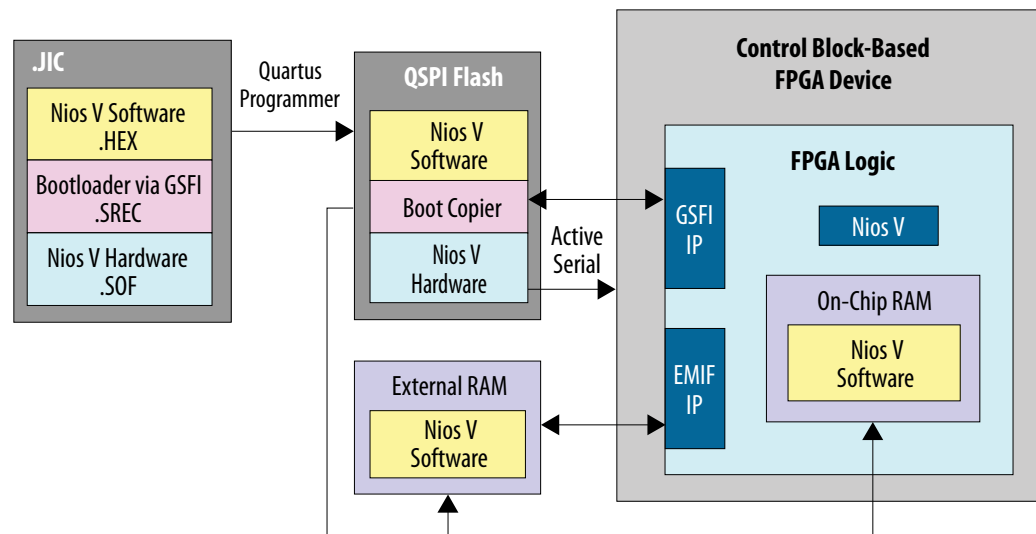 .JIC
Nios V Software
.HEX
Bootloader via GSFI
.SREC
Nios V Hardware
.SOF
Quartus
Programmer
QSPI Flash
Nios V
Software
Boot Copier
Nios V
Hardware
Active
Serial
External RAM
Nios V
Software
Control Block-Based
FPGA Device
FPGA Logic
GSFI
IP
Nios V
EMIF
IP
On-Chip RAM
Nios V
Software